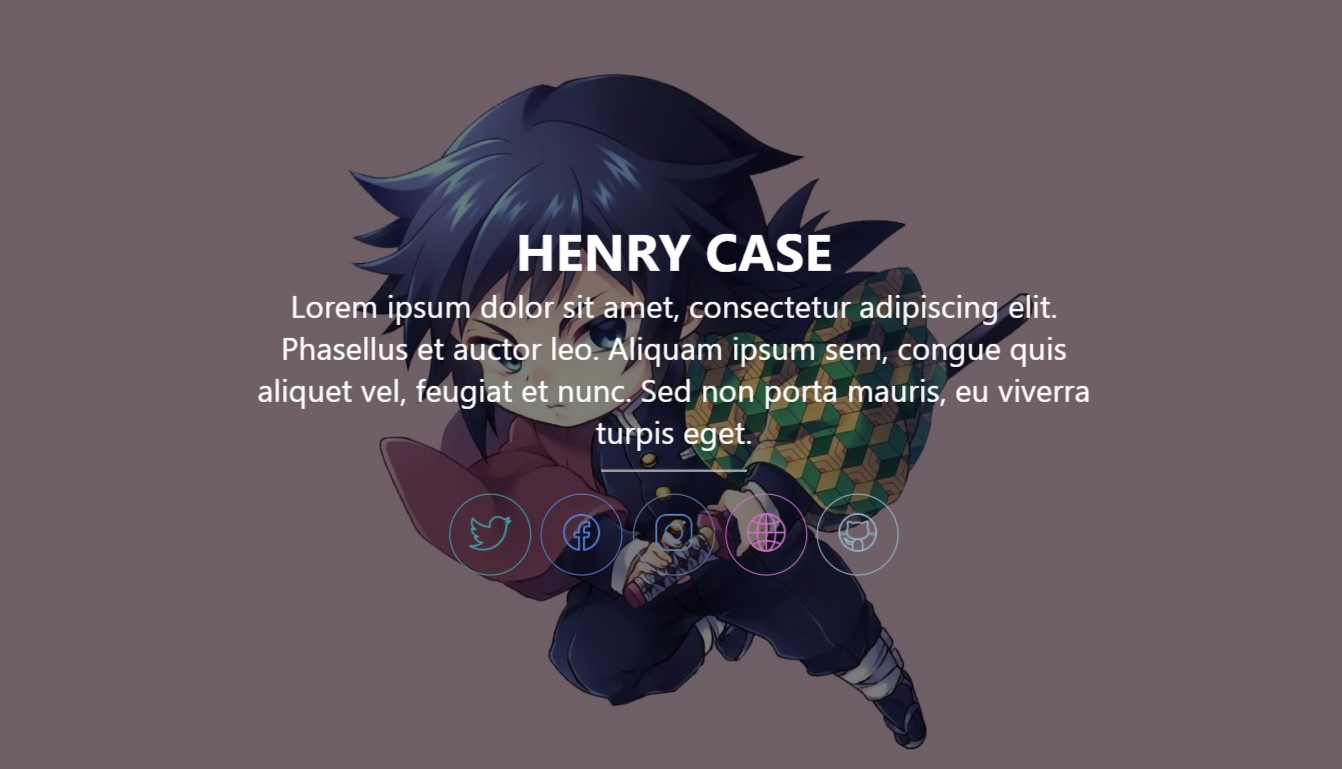 HENRY CASE
Lorem ipsum dolor sit amet, consectetur adipiscing elit.
Phasellus et auctor leo. Aliquam ipsum sem, congue quis
aliquet vel, feugiat et nunc. Sed non porta mauris, eu viverra
turpis eget.